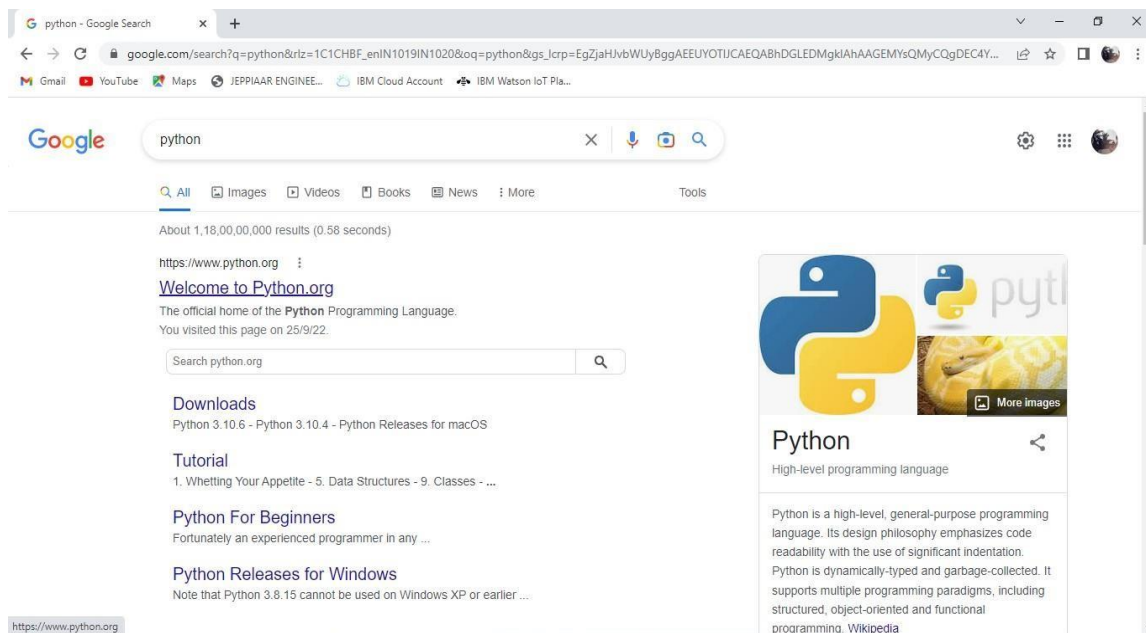 python - Google Search
google.com/search?q=python&rlz=1C1CHBF_enIN1019IN1020&oq=python&gs_lcrp=EgZjaHJvbWUyBggAEEUYOTIJCAEQABhDGLEDMgkIAhAAGEMYsQMyCQgDEC4Y...
Gmail YouTube Maps JEPPIAAR ENGINEE... IBM Cloud Account IBM Watson IoT Pla...
Google python
All Images Videos Books News More Tools
About 1,18,00,00,000 results (0.58 seconds)
https://www.python.org
Welcome to Python.org
The official home of the Python Programming Language.
You visited this page on 25/9/22.
Search python.org
Downloads
Python 3.10.6 - Python 3.10.4 - Python Releases for macOS
Tutorial
1. Whetting Your Appetite - 5. Data Structures - 9. Classes - ...
Python For Beginners
Fortunately an experienced programmer in any ...
Python Releases for Windows
Note that Python 3.8.15 cannot be used on Windows XP or earlier ...
https://www.python.org
pyth
More images
Python
High-level programming language
Python is a high-level, general-purpose programming
language. Its design philosophy emphasizes code
readability with the use of significant indentation.
Python is dynamically-typed and garbage-collected. It
supports multiple programming paradigms, including
structured, object-oriented and functional
programming. Wikipedia